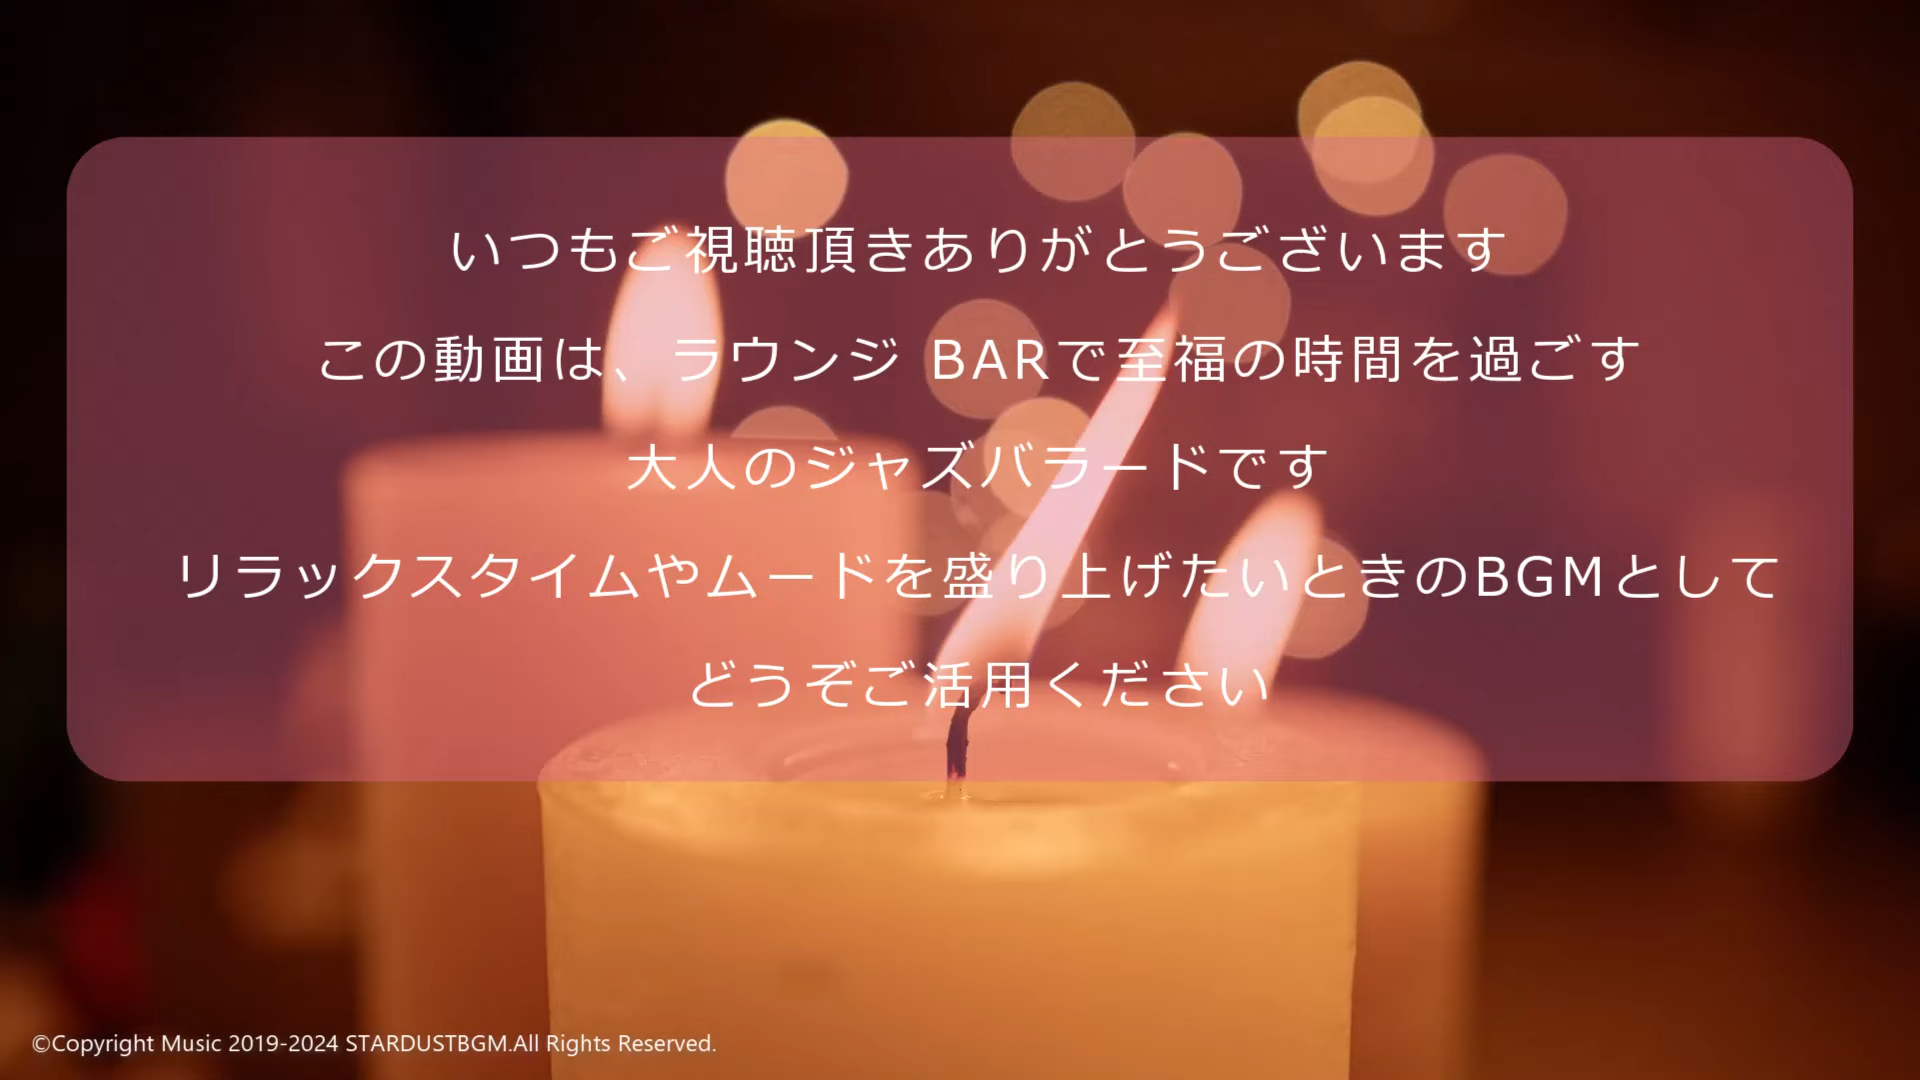 いつもご視聴頂きありがとうございます
この動画は、ラウンジ BARで至福の時間を過ごす
大人のジャズバラードです
リラックスタイムやムードを盛り上げたいときのBGMとして
どうぞご活用ください
©Copyright Music 2019-2024 STARDUSTBGM.All Rights Reserved.